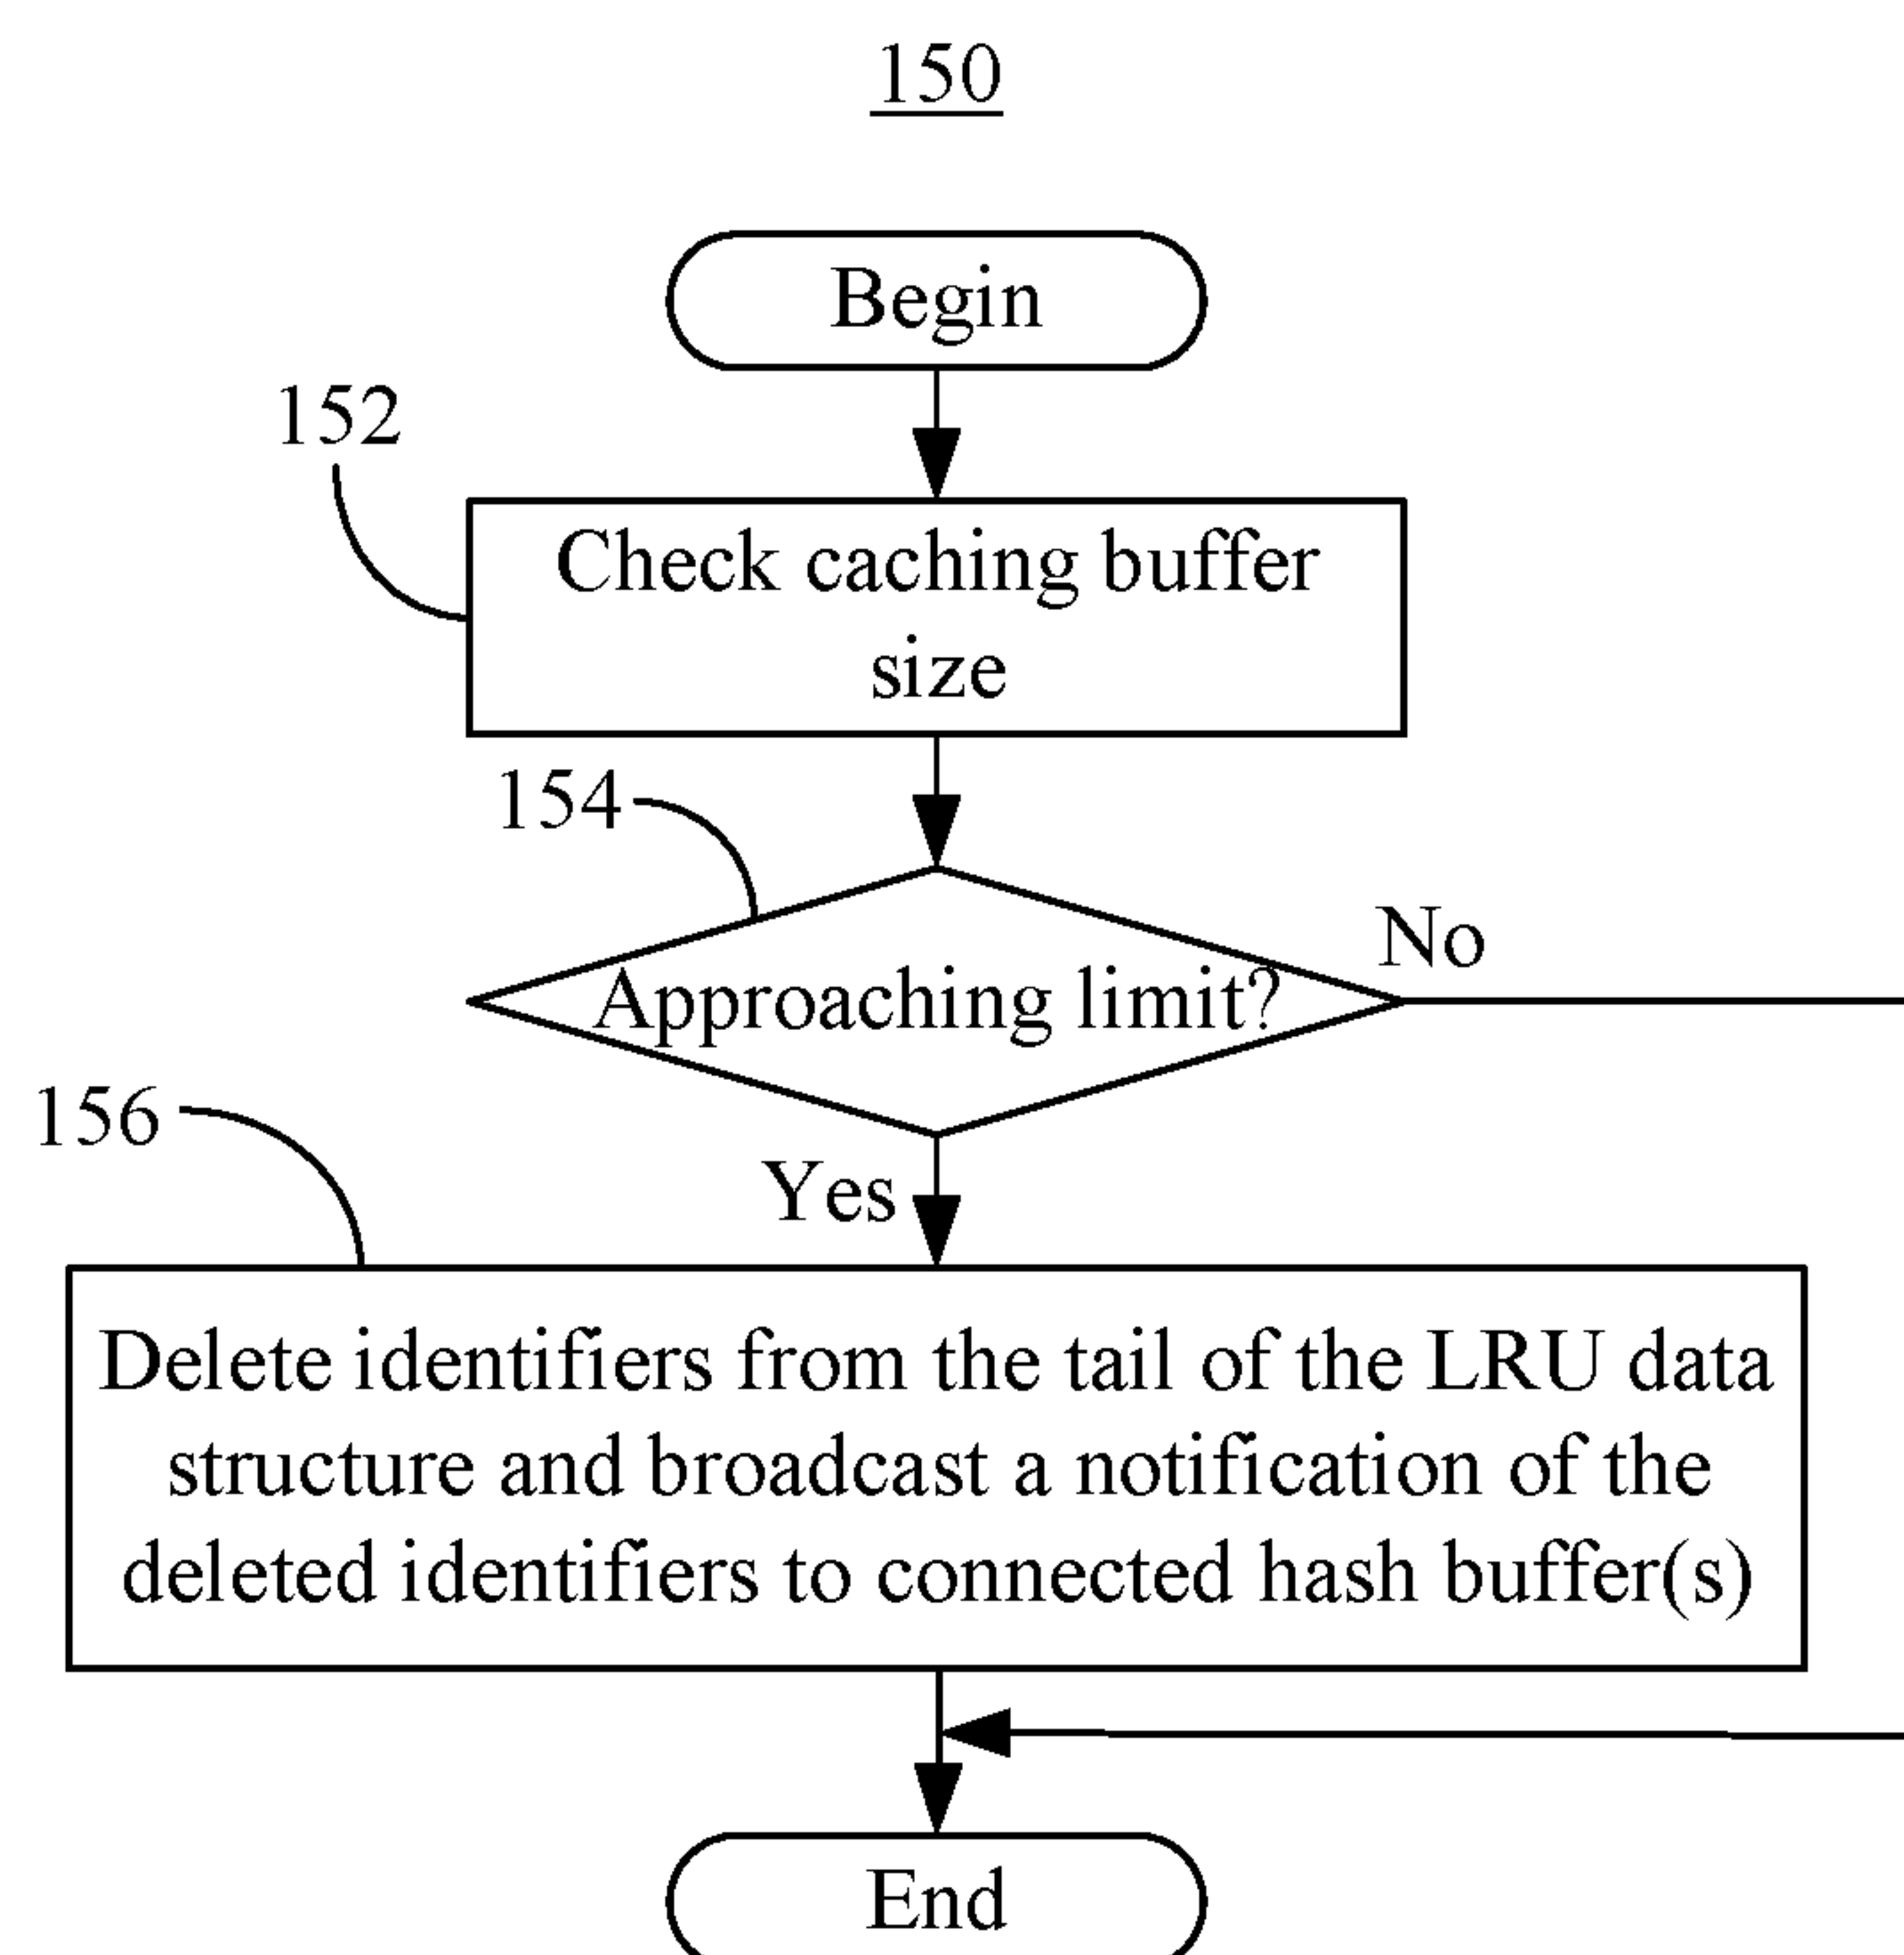 150
Begin
152
Check caching buffer
size
154
Approaching limit?
No
Yes
156
Delete identifiers from the tail of the LRU data
structure and broadcast a notification of the
deleted identifiers to connected hash buffer(s)
End